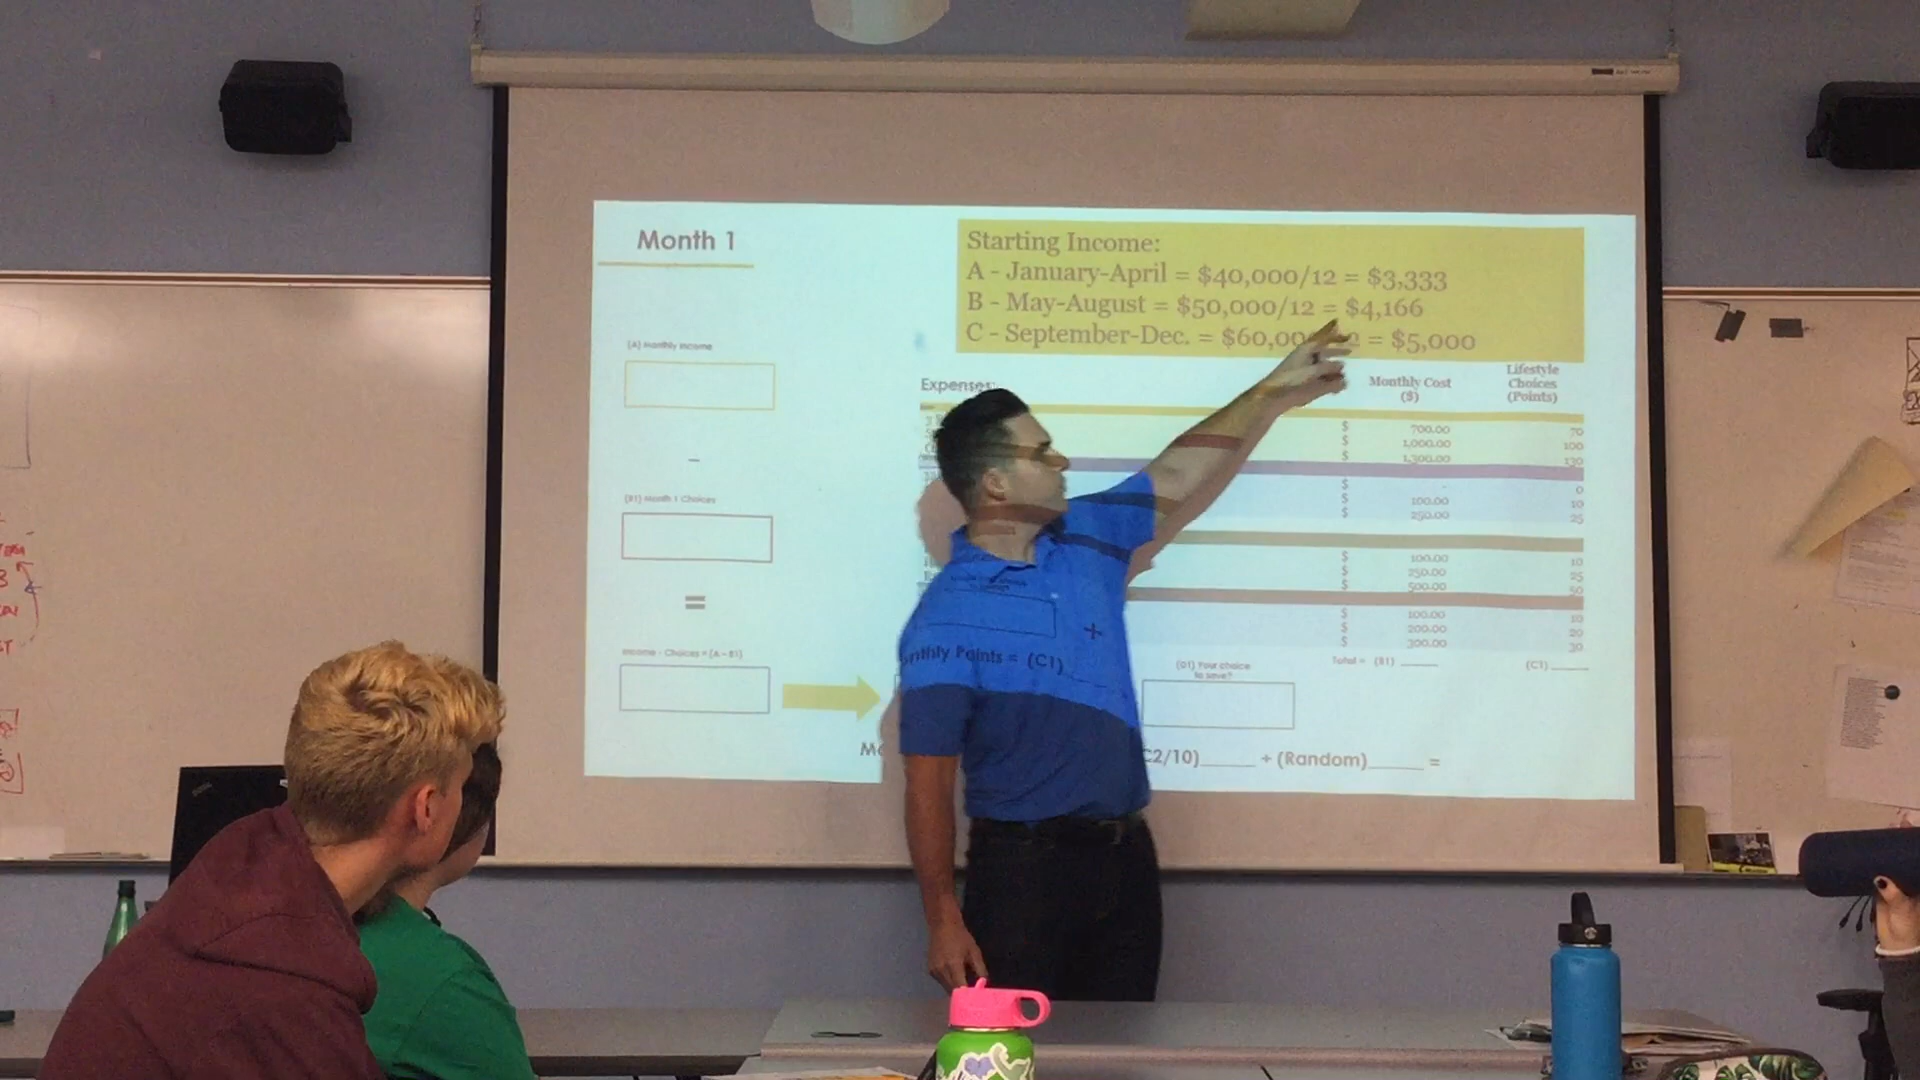 Month 1
Starting Income:
A - January-April = $40,000/12 = $3,333
B - May-August = $50,000/12 = $4,166
C - September-Dec. = $60,00 = $5,000
(A) Monthly Income
Expenses:
Monthly Cost
($)
Lifestyle
Choices
(Points)
$ 700.00 70
$ 1,000.00 100
$ 1,300.00 130
$ - 0
$ 100.00 10
$ 250.00 25
$ 100.00 10
$ 250.00 25
$ 500.00 50
$ 100.00 10
$ 200.00 20
$ 300.00 30
-
(B1) Month 1 Choices
=
Income - Choices = (A - B1)
+
(D1) Your choice
to save?
Total = (B1) ______ (C1) ______
Points = (C1)
C2/10)______ + (Random)______ =